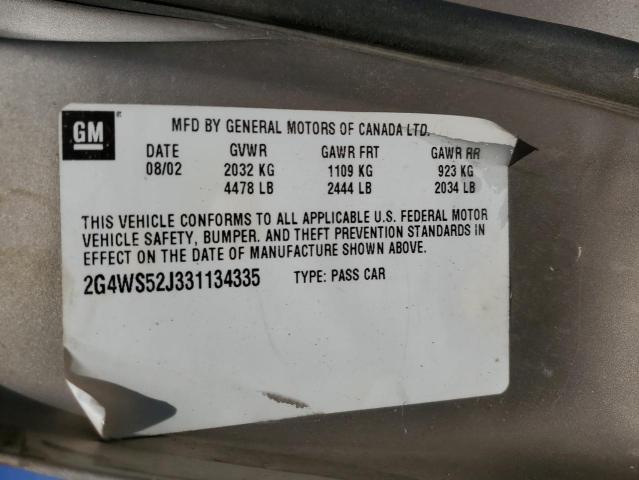 GM®
MFD BY GENERAL MOTORS OF CANADA LTD.
DATE GVWR GAWR FRT GAWR RR
08/02 2032 KG 1109 KG 923 KG
4478 LB 2444 LB 2034 LB
THIS VEHICLE CONFORMS TO ALL APPLICABLE U.S. FEDERAL MOTOR
VEHICLE SAFETY, BUMPER. AND THEFT PREVENTION STANDARDS IN
EFFECT ON THE DATE OF MANUFACTURE SHOWN ABOVE.
2G4WS52J331134335 TYPE: PASS CAR